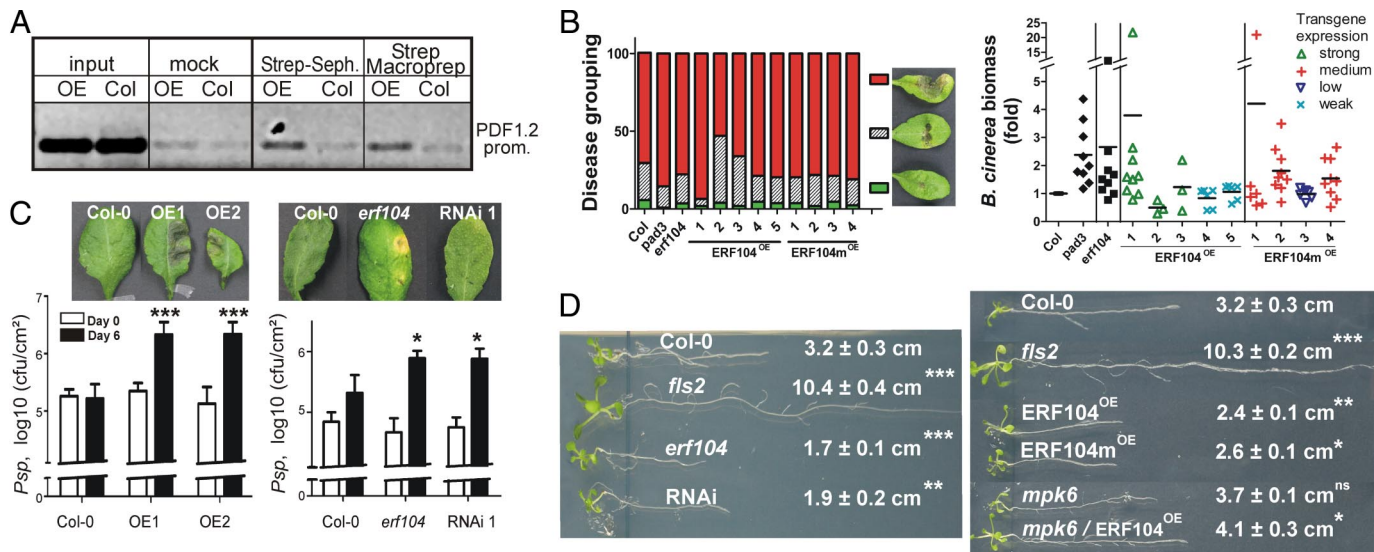 A
input mock Strep-Seph. Strep Macroprep
OE Col OE Col OE Col OE Col
PDF1.2 prom.
B
Disease grouping
100
50
0
Col pad3 erf104 1 2 3 4 5 1 2 3 4
ERF104OE ERF104mOE
B. cinerea biomass (fold)
25
20
15
10
4
3
2
1
0
Col pad3 erf104 1 2 3 4 5 1 2 3 4
ERF104OE ERF104mOE
Transgene expression
strong
medium
low
weak
C
Col-0 OE1 OE2
Psp, log10 (cfu/cm²)
7
6
5
0
Day 0
Day 6
*** ***
Col-0 OE1 OE2
Col-0 erf104 RNAi 1
Psp, log10 (cfu/cm²)
6
5
0
* *
Col-0 erf104 RNAi 1
D
Col-0 3.2 ± 0.3 cm
fls2 10.4 ± 0.4 cm***
erf104 1.7 ± 0.1 cm***
RNAi 1.9 ± 0.2 cm**
Col-0 3.2 ± 0.3 cm
fls2 10.3 ± 0.2 cm***
ERF104OE 2.4 ± 0.1 cm**
ERF104mOE 2.6 ± 0.1 cm*
mpk6 3.7 ± 0.1 cmns
mpk6 / ERF104OE 4.1 ± 0.3 cm*